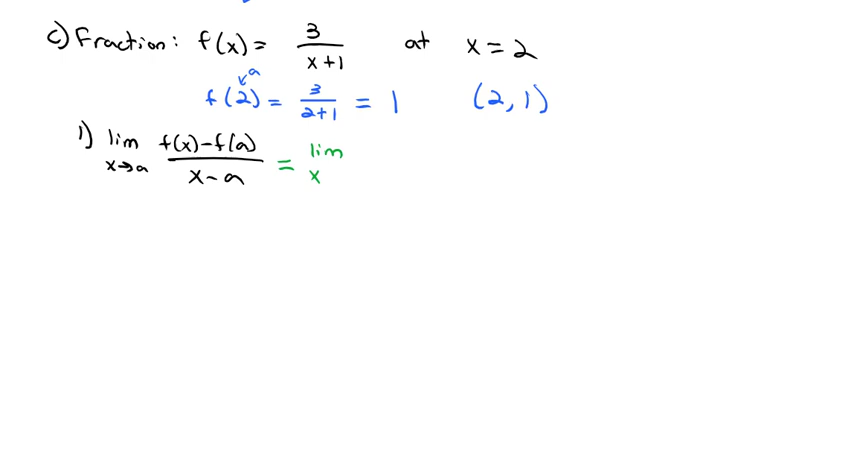 c) Fraction: f(x) = 3/(x+1) at x = 2
a
f(2) = 3/(2+1) = 1 (2, 1)
1) lim x→a (f(x) - f(a))/(x - a) = lim x